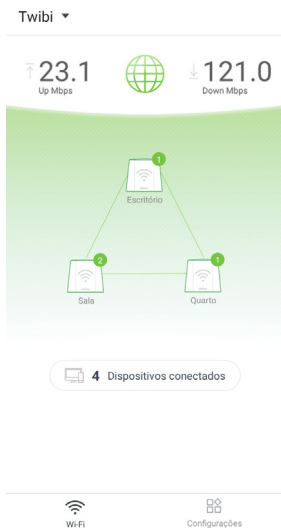 Twibi
23.1
Up Mbps
121.0
Down Mbps
1
Escritório
2
Sala
1
Quarto
4 Dispositivos conectados
Wi-Fi
Configurações